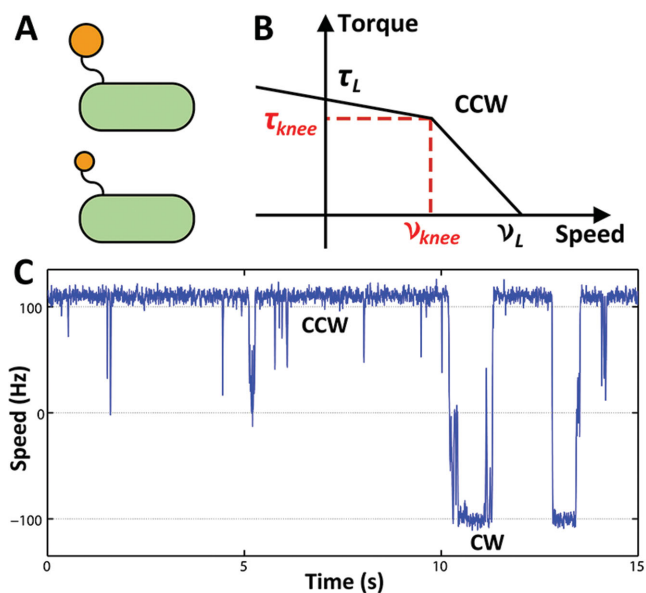 A
B
Torque
τL
CCW
τknee
νknee
νL
Speed
C
100
0
−100
Speed (Hz)
CCW
CW
0
5
10
15
Time (s)